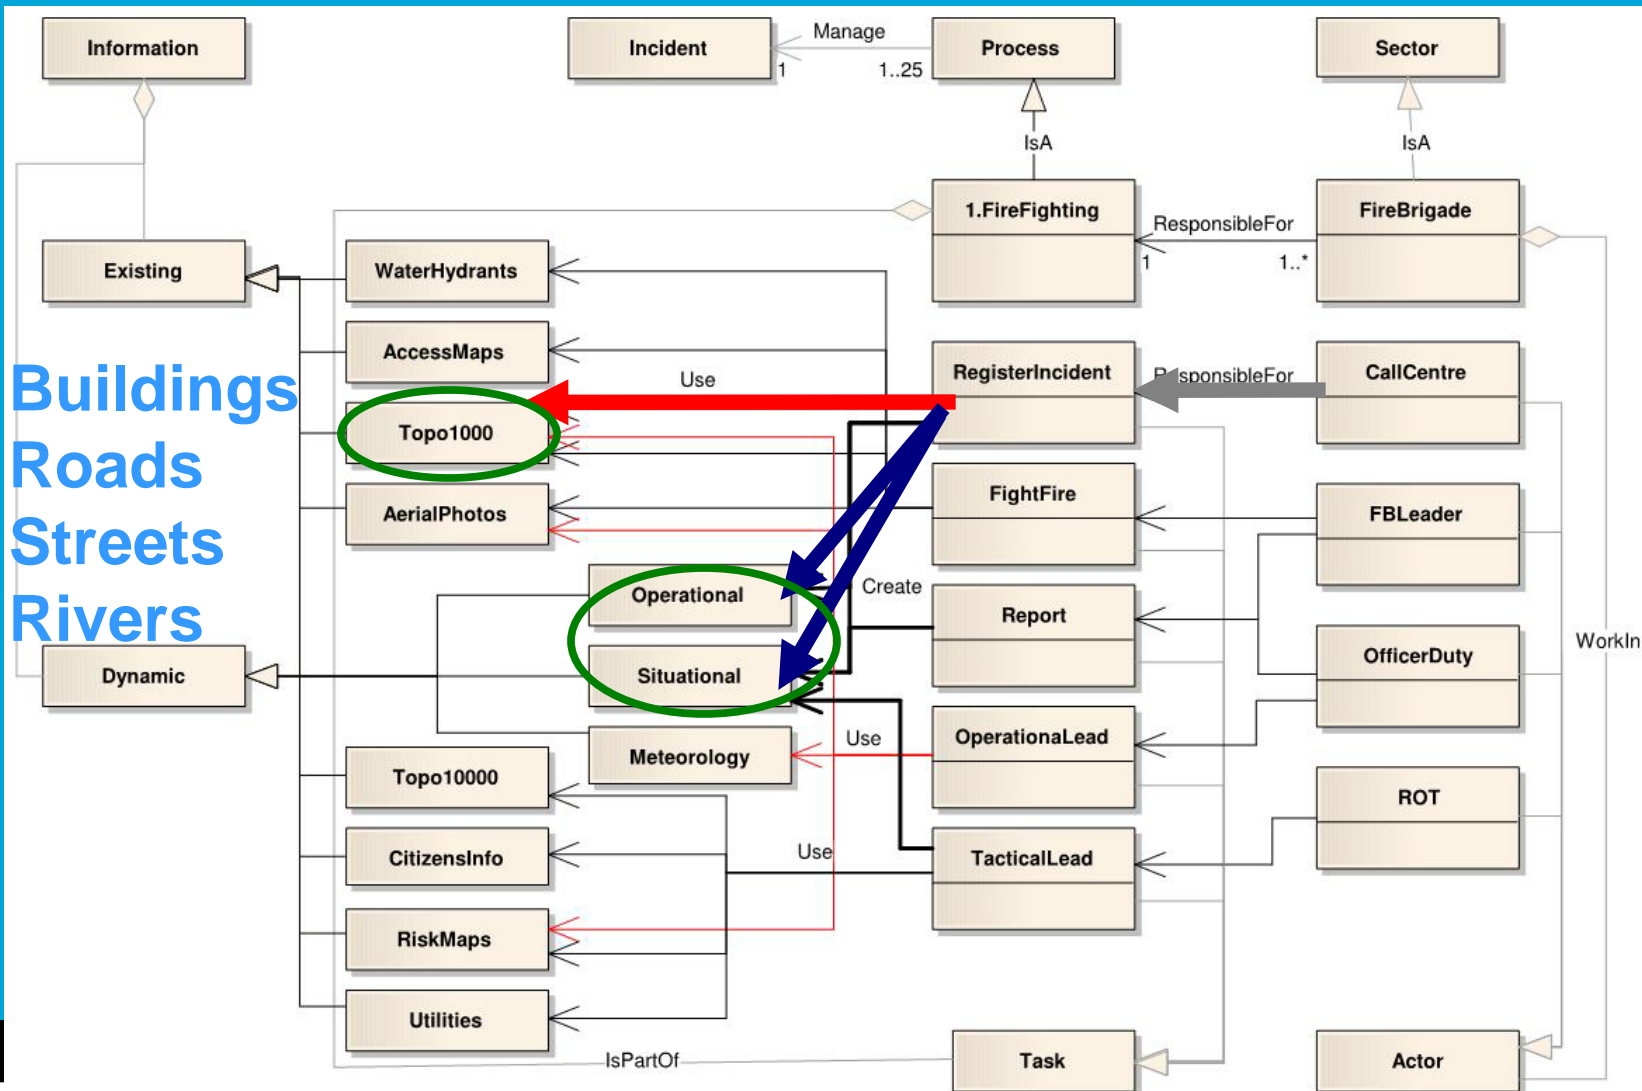 Information
Incident
Manage
1
1..25
Process
Sector
IsA
IsA
1.FireFighting
ResponsibleFor
1
1..*
FireBrigade
Existing
WaterHydrants
AccessMaps
Use
RegisterIncident
ResponsibleFor
CallCentre
Buildings
Roads
Streets
Rivers
Topo1000
AerialPhotos
FightFire
FBLeader
Operational
Create
Report
OfficerDuty
WorkIn
Dynamic
Situational
Meteorology
Use
OperationaLead
Topo10000
ROT
CitizensInfo
Use
TacticalLead
RiskMaps
Utilities
IsPartOf
Task
Actor